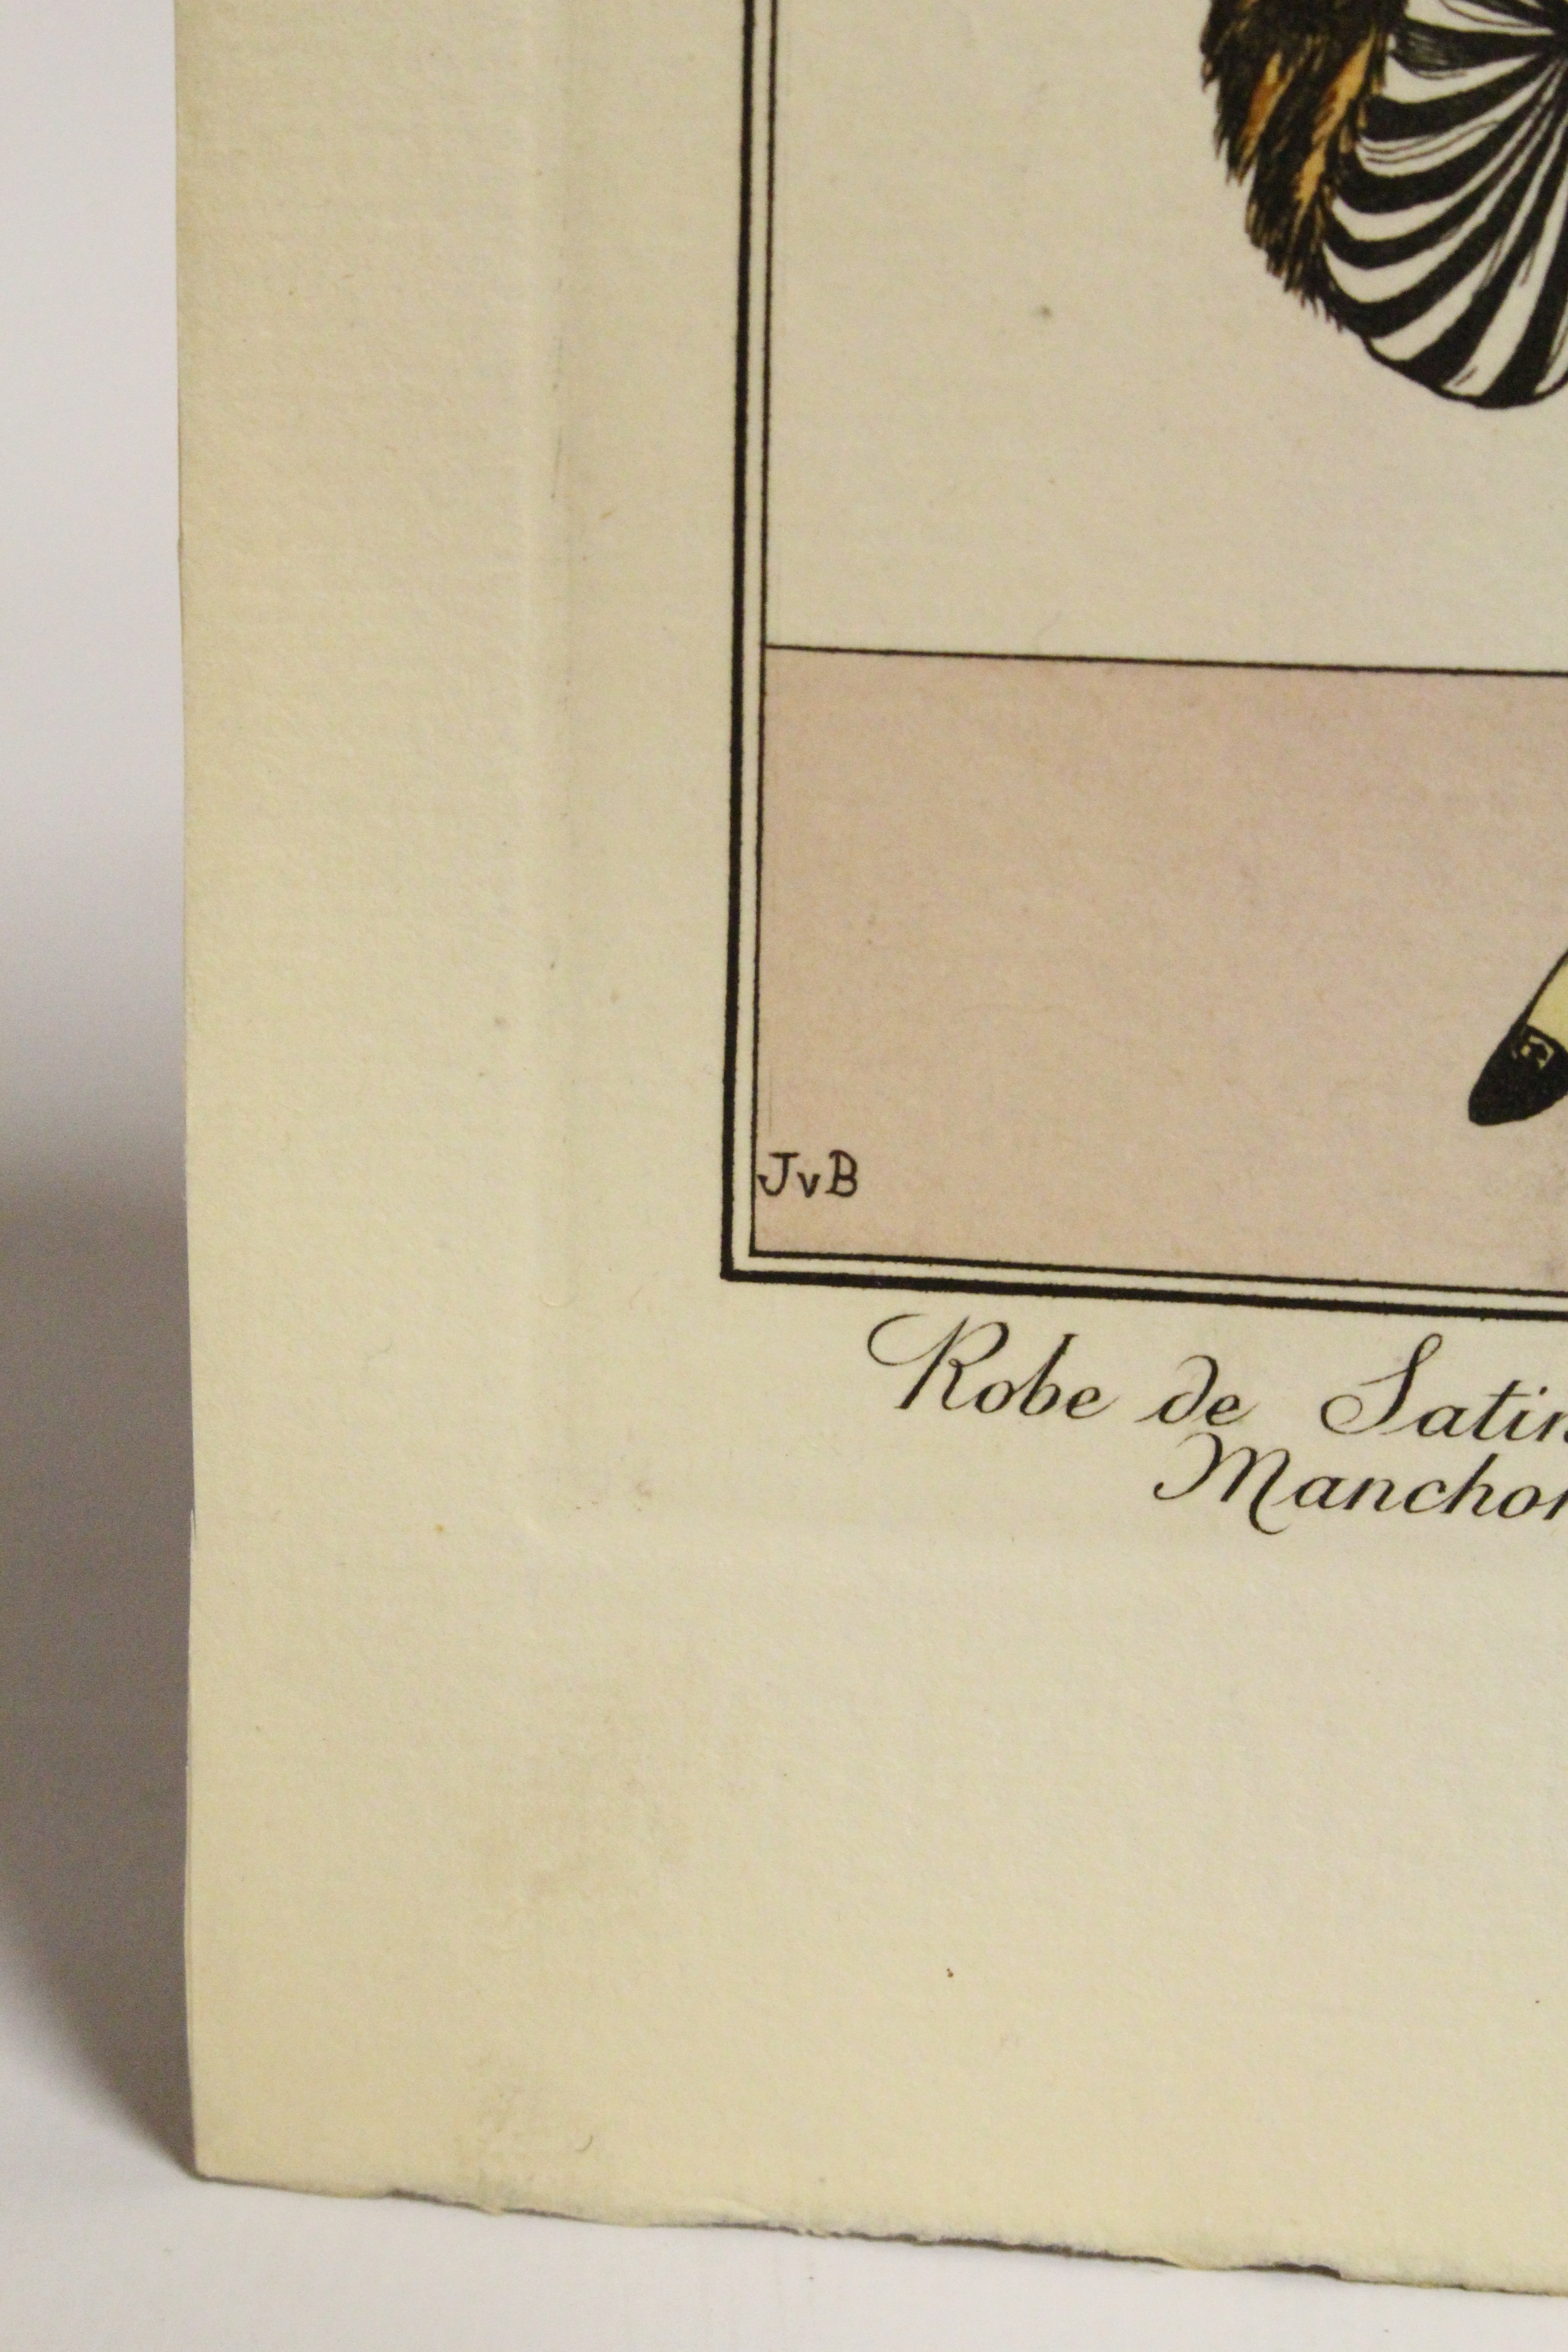 JvB
Robe de Satin
Manchon